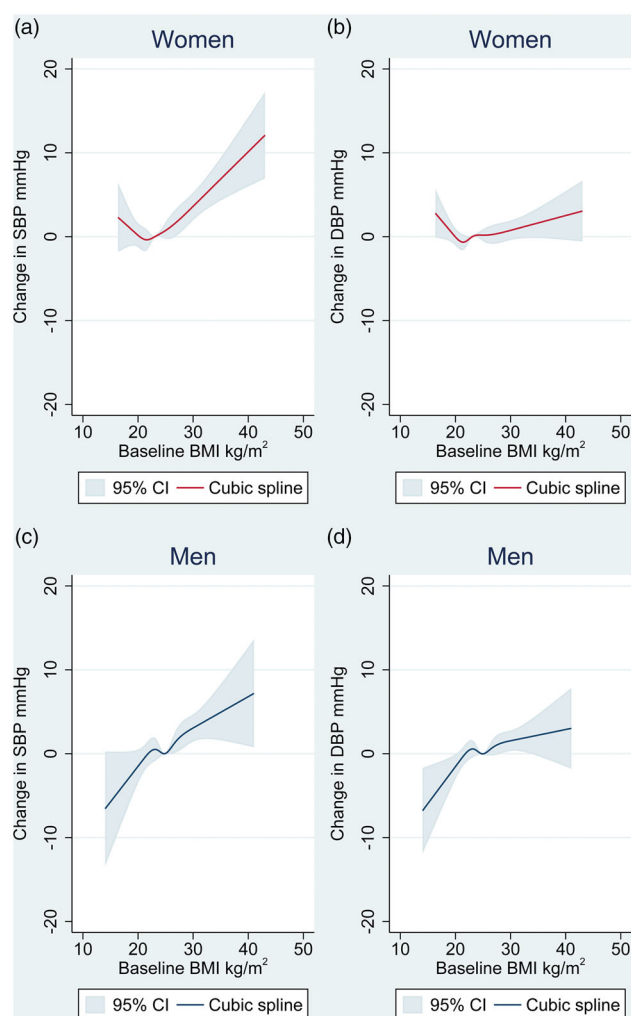 (a)
Women
20
10
0
-10
-20
Change in SBP mmHg
10 20 30 40 50
Baseline BMI kg/m²
95% CI Cubic spline
(b)
Women
20
10
0
-10
-20
Change in DBP mmHg
10 20 30 40 50
Baseline BMI kg/m²
95% CI Cubic spline
(c)
Men
20
10
0
-10
-20
Change in SBP mmHg
10 20 30 40 50
Baseline BMI kg/m²
95% CI Cubic spline
(d)
Men
20
10
0
-10
-20
Change in DBP mmHg
10 20 30 40 50
Baseline BMI kg/m²
95% CI Cubic spline